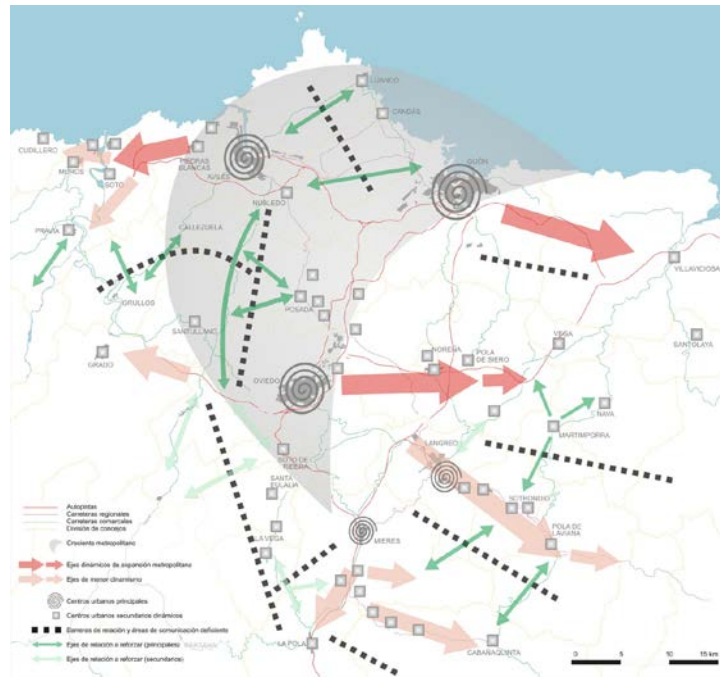 LUANCO
CANDÁS
CUDILLERO
MUROS
SOTO
PIEDRAS
BLANCAS
AVILÉS
GIJÓN
NUBLEDO
PRAVIA
CALLEZUELA
VILLAVICIOSA
GRULLOS
POSADA
SANTULLANO
VEGA
SANTOLAYA
GRADO
NOREÑA
POLA
DE SIERO
OVIEDO
NAVA
MARTIMPORRA
LANGREO
SOTO DE
RIBERA
SANTA
EULALIA
SOTRONDIO
Autopistas
Carreteras regionales
Carreteras comarcales
División de concejos
POLA DE
LAVIANA
Creciente metropolitano
LA VEGA
MIERES
Ejes dinámicos de expansión metropolitana
Ejes de menor dinamismo
Centros urbanos principales
Centros urbanos secundarios dinámicos
Barreras de relación y áreas de comunicación deficiente
Ejes de relación a reforzar (principales)
LA POLA
CABAÑAQUINTA
Ejes de relación a reforzar (secundarios)
0 5 10 15 km